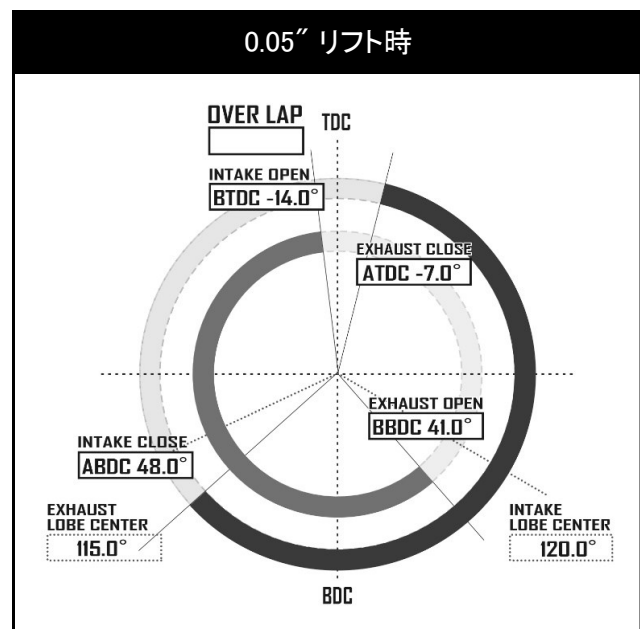 0.05″ リフト時
OVER LAP
TDC
INTAKE OPEN
BTDC -14.0°
EXHAUST CLOSE
ATDC -7.0°
EXHAUST OPEN
BBDC 41.0°
INTAKE CLOSE
ABDC 48.0°
EXHAUST
LOBE CENTER
115.0°
INTAKE
LOBE CENTER
120.0°
BDC